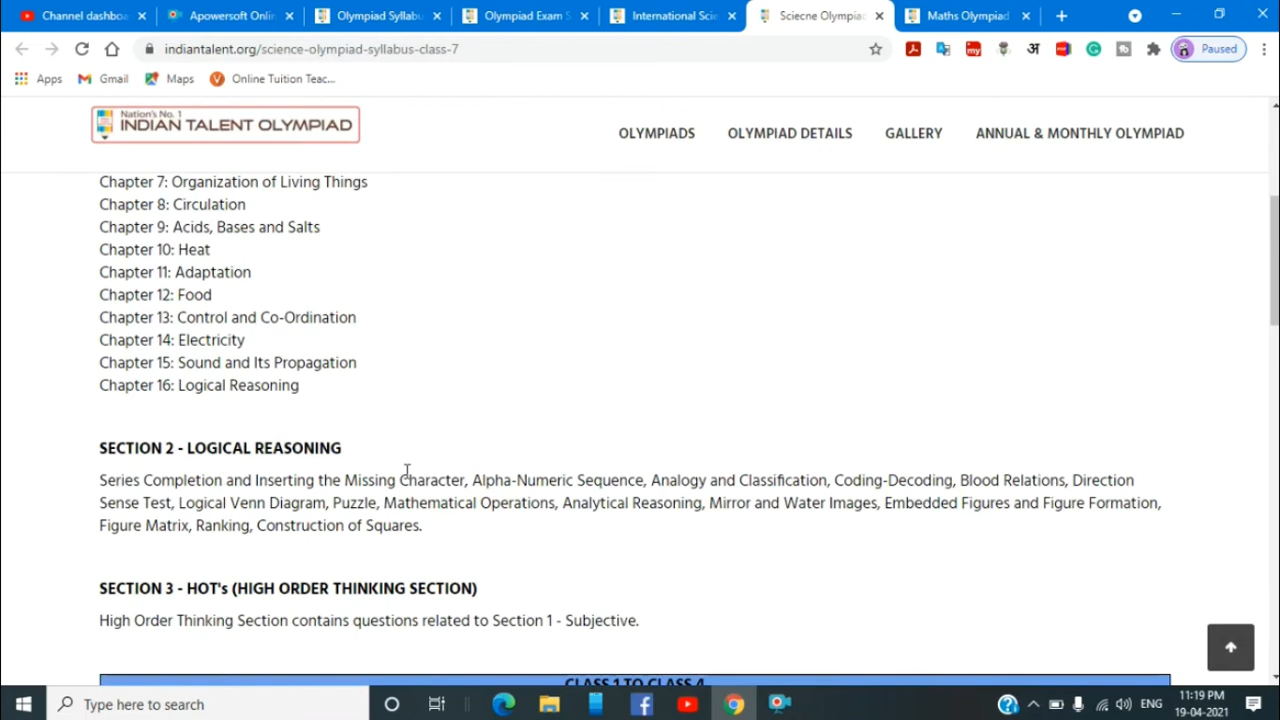 Channel dashboa
Apowersoft Onli
Olympiad Syllabu
Olympiad Exam S
International Scie
Sciecne Olympiad
Maths Olympiad
indiantalent.org/science-olympiad-syllabus-class-7
Paused
Apps
Gmail
Maps
Online Tuition Teac...
Nation's No. 1
INDIAN TALENT OLYMPIAD
OLYMPIADS
OLYMPIAD DETAILS
GALLERY
ANNUAL & MONTHLY OLYMPIAD
Chapter 7: Organization of Living Things
Chapter 8: Circulation
Chapter 9: Acids, Bases and Salts
Chapter 10: Heat
Chapter 11: Adaptation
Chapter 12: Food
Chapter 13: Control and Co-Ordination
Chapter 14: Electricity
Chapter 15: Sound and Its Propagation
Chapter 16: Logical Reasoning
SECTION 2 - LOGICAL REASONING
Series Completion and Inserting the Missing Character, Alpha-Numeric Sequence, Analogy and Classification, Coding-Decoding, Blood Relations, Direction
Sense Test, Logical Venn Diagram, Puzzle, Mathematical Operations, Analytical Reasoning, Mirror and Water Images, Embedded Figures and Figure Formation,
Figure Matrix, Ranking, Construction of Squares.
SECTION 3 - HOT's (HIGH ORDER THINKING SECTION)
High Order Thinking Section contains questions related to Section 1 - Subjective.
CLASS 1 TO CLASS 4
Type here to search
ENG
11:19 PM
19-04-2021